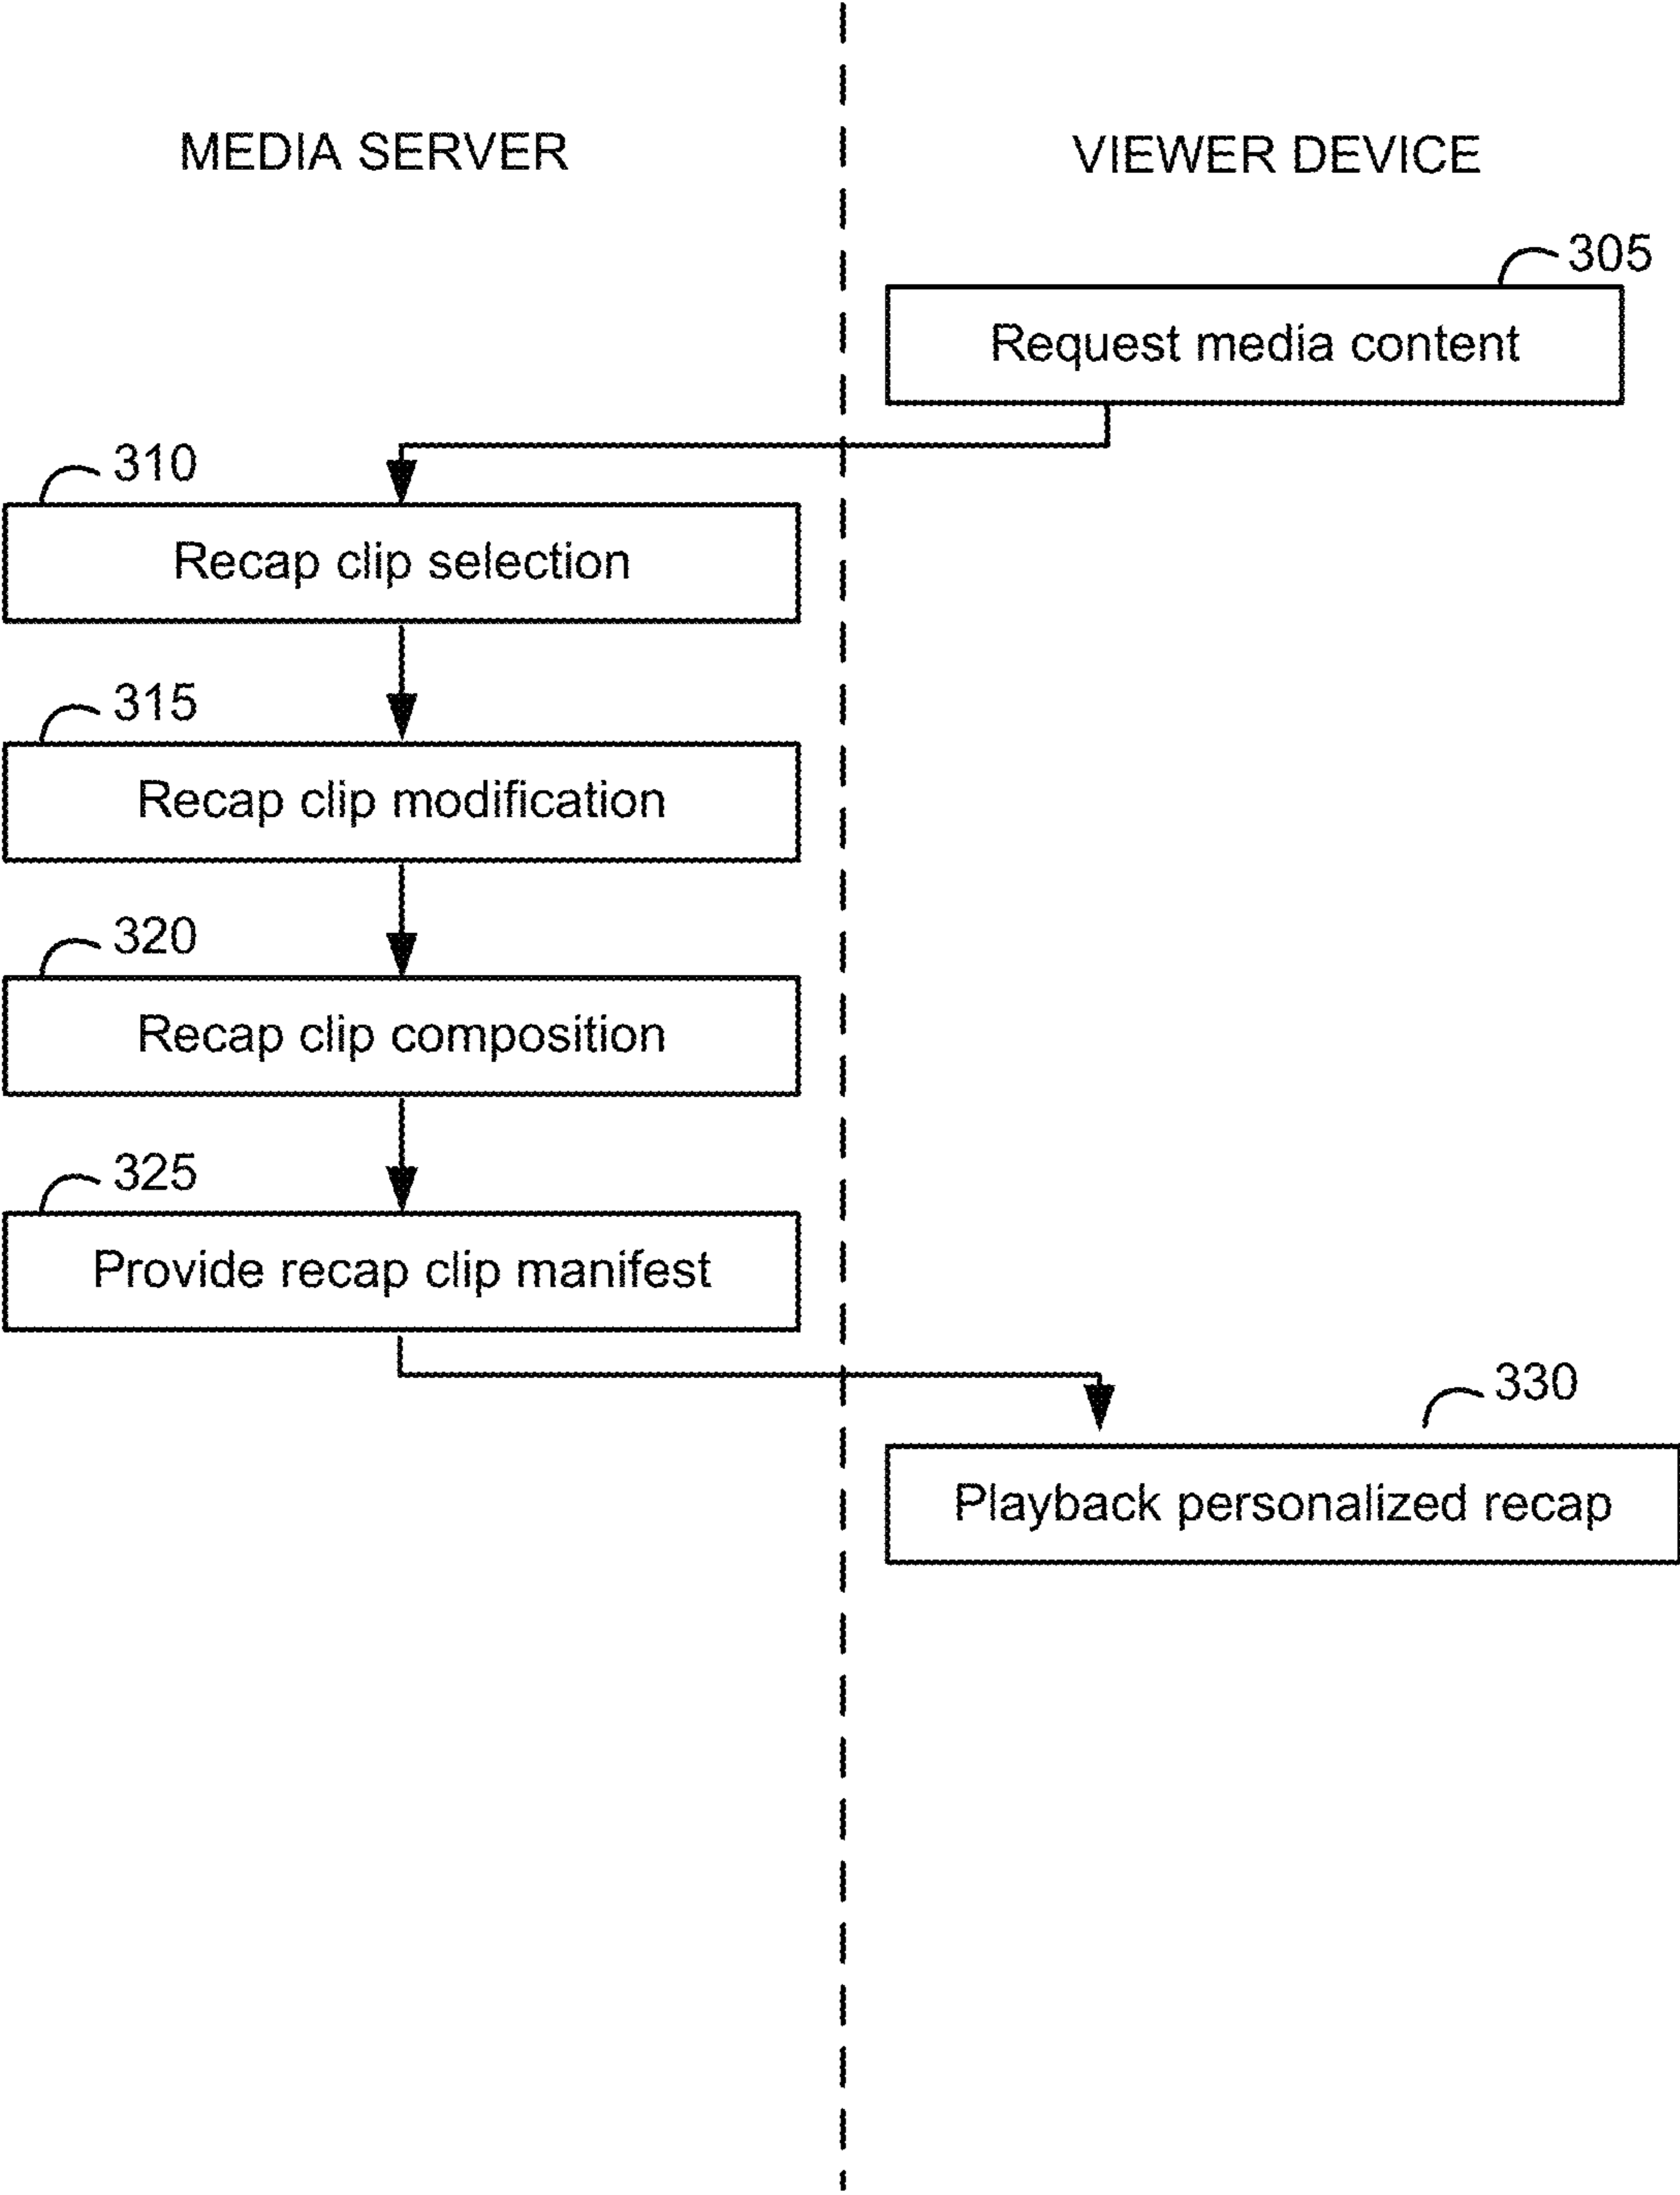 MEDIA SERVER
VIEWER DEVICE
305
Request media content
310
Recap clip selection
315
Recap clip modification
320
Recap clip composition
325
Provide recap clip manifest
330
Playback personalized recap